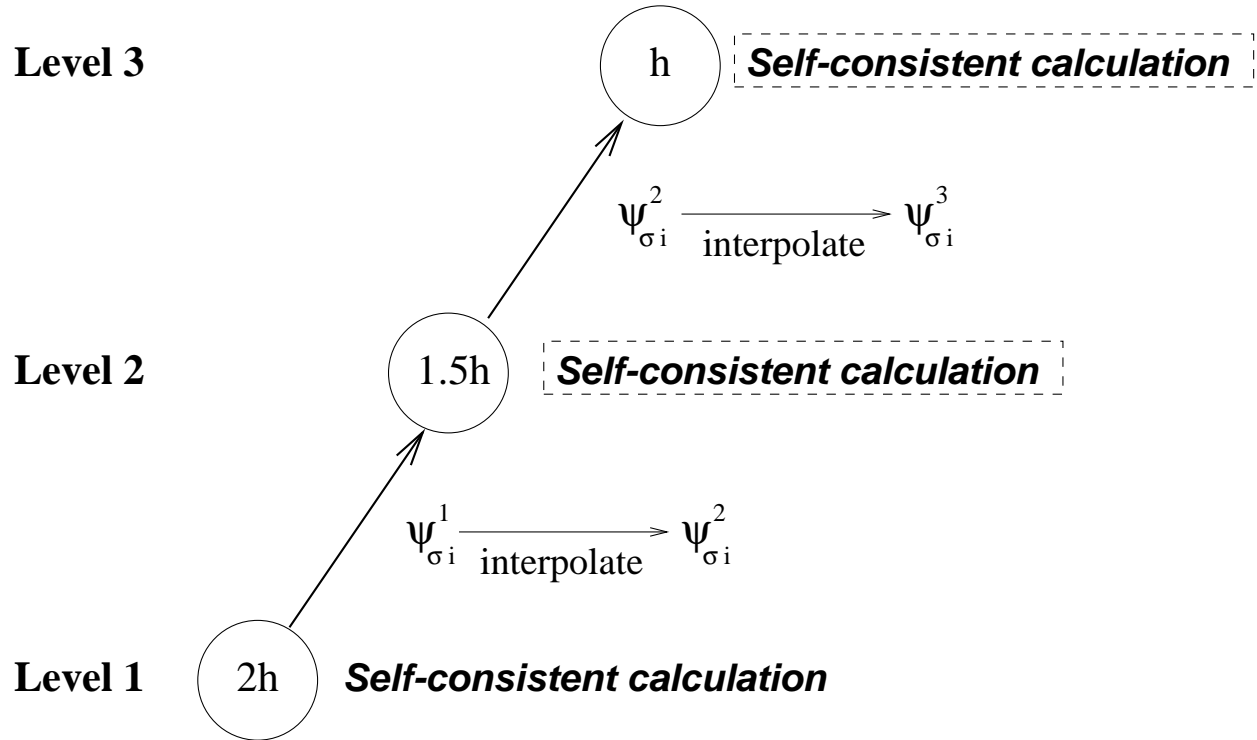 Level 3 h Self-consistent calculation
ψ²σi interpolate ψ³σi
Level 2 1.5h Self-consistent calculation
ψ¹σi interpolate ψ²σi
Level 1 2h Self-consistent calculation